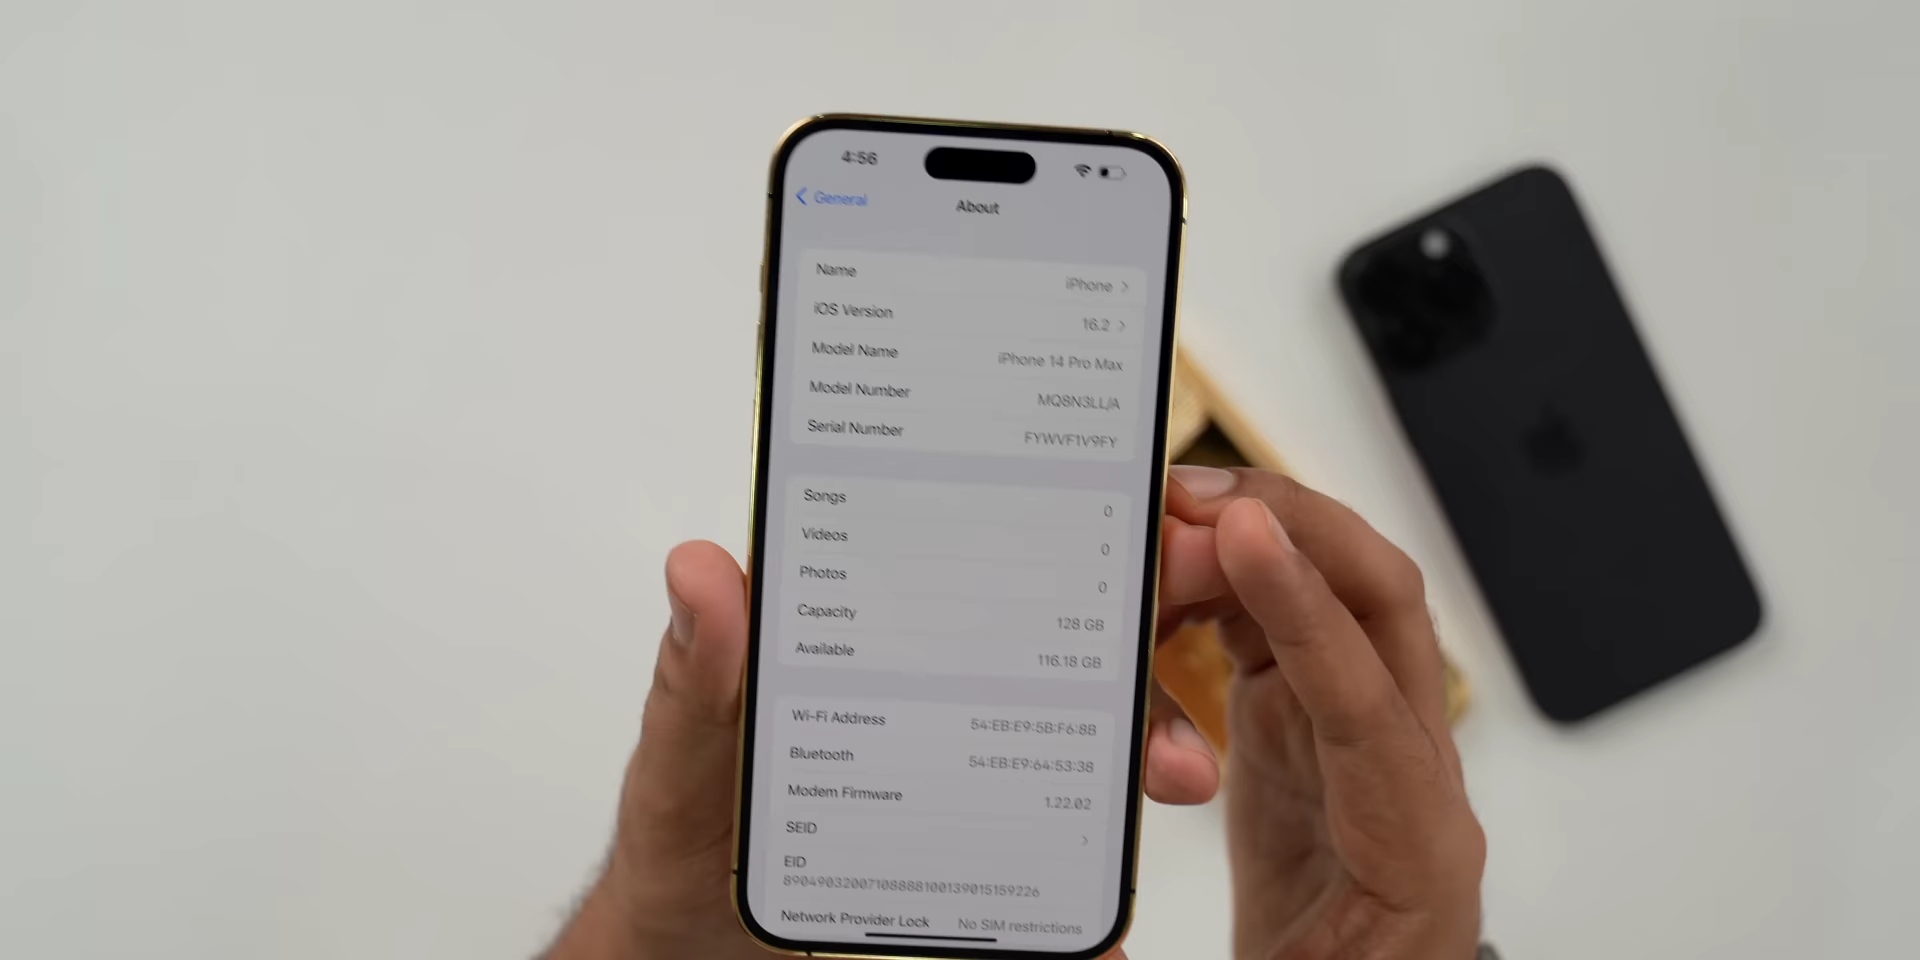 4:56
General
About
Name iPhone
iOS Version 16.2
Model Name iPhone 14 Pro Max
Model Number MQ8N3LL/A
Serial Number FYWVF1V9FY
Songs 0
Videos 0
Photos 0
Capacity 128 GB
Available 116.18 GB
Wi-Fi Address 54:EB:E9:5B:F6:8B
Bluetooth 54:EB:E9:64:53:38
Modem Firmware 1.22.02
SEID
EID
89049032007108888100139015159226
Network Provider Lock No SIM restrictions